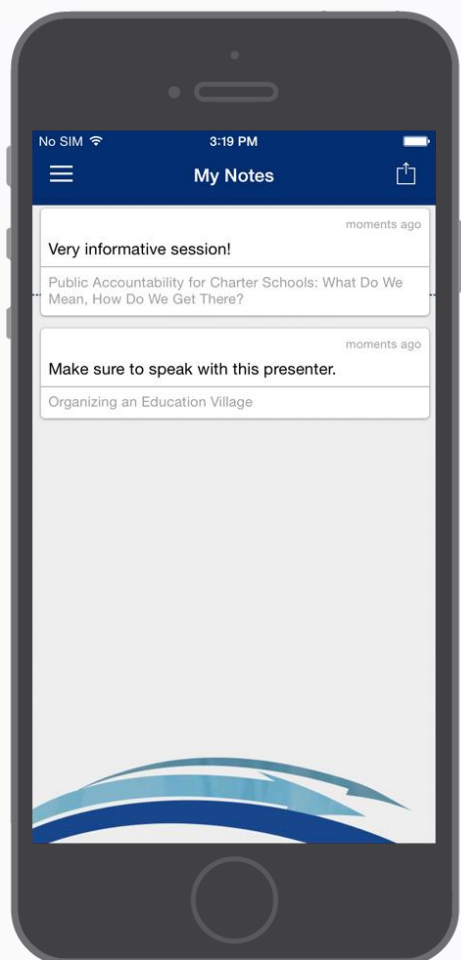 No SIM 3:19 PM
My Notes
moments ago
Very informative session!
Public Accountability for Charter Schools: What Do We
Mean, How Do We Get There?
moments ago
Make sure to speak with this presenter.
Organizing an Education Village